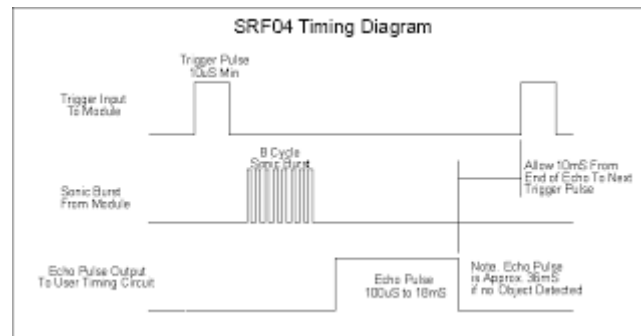 SRF04 Timing Diagram
Trigger Pulse
10uS Min
Trigger Input
To Module
8 Cycle
Sonic Burst
Allow 10mS From
End of Echo To Next
Trigger Pulse
Sonic Burst
From Module
Echo Pulse Output
To User Timing Circuit
Echo Pulse
100uS to 18mS
Note. Echo Pulse
is Approx. 36mS
if no Object Detected